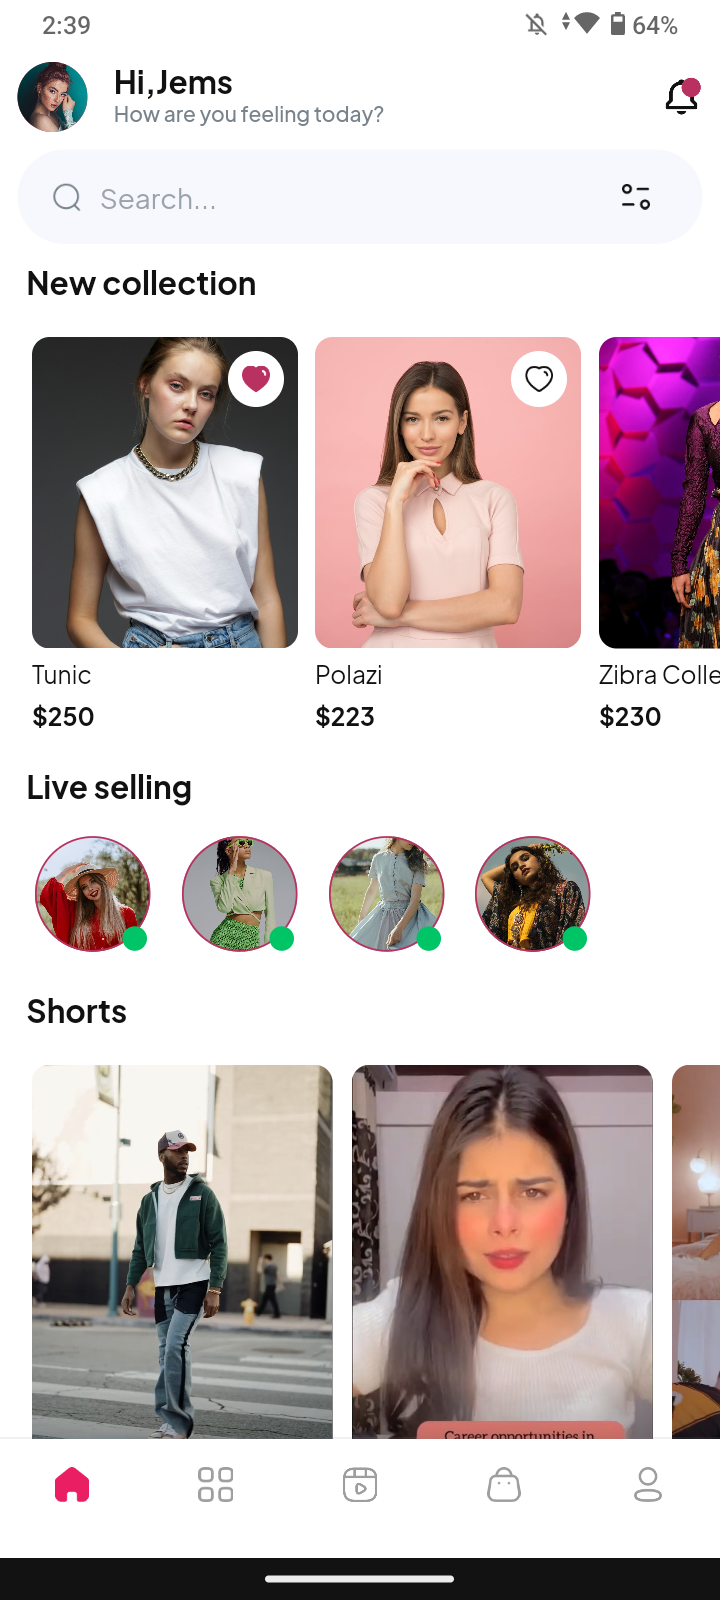 2:39
64%
Hi,Jems
How are you feeling today?
Search...
New collection
Tunic
$250
Polazi
$223
Zibra Colle
$230
Live selling
Shorts
Career opportunities in